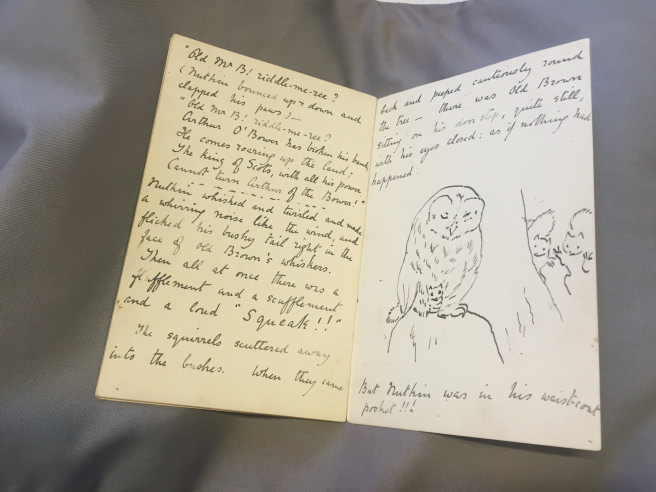 "Old Mr B! riddle-me-ree?
(Nutkin bounced up & down and
clapped his paws) —
"Old Mr B! riddle-me-ree?
Arthur O'Bower has broken his band,
He comes roaring up the land;
The King of Scots, with all his power
Cannot turn Arthur of the Bower!"
Nutkin whisked and twirled and made
a whirring noise like the wind, and
flicked his bushy tail right in the
face of old Brown's whiskers.
Then all at once there was a
flufflement and a scufflement
and a loud "Squeak!!"
The squirrels scuttered away
into the bushes. When they came
back and peeped cautiously round
the tree — there was Old Brown
sitting on his door step, quite still,
with his eyes closed: as if nothing had
happened.
But Nutkin was in his waist-coat
pocket!!!